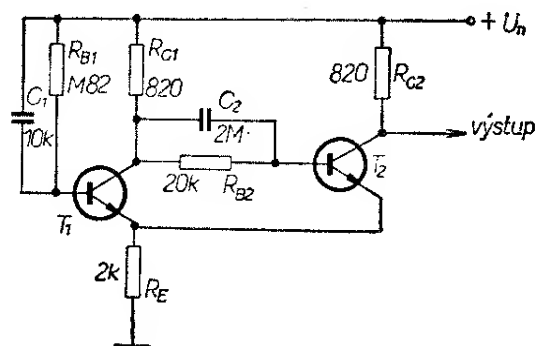 + Uₙ
R_B1
M82
R_C1
820
C₁
10k
C₂
2M
820
R_C2
výstup
T₁
20k
R_B2
T₂
2k
R_E